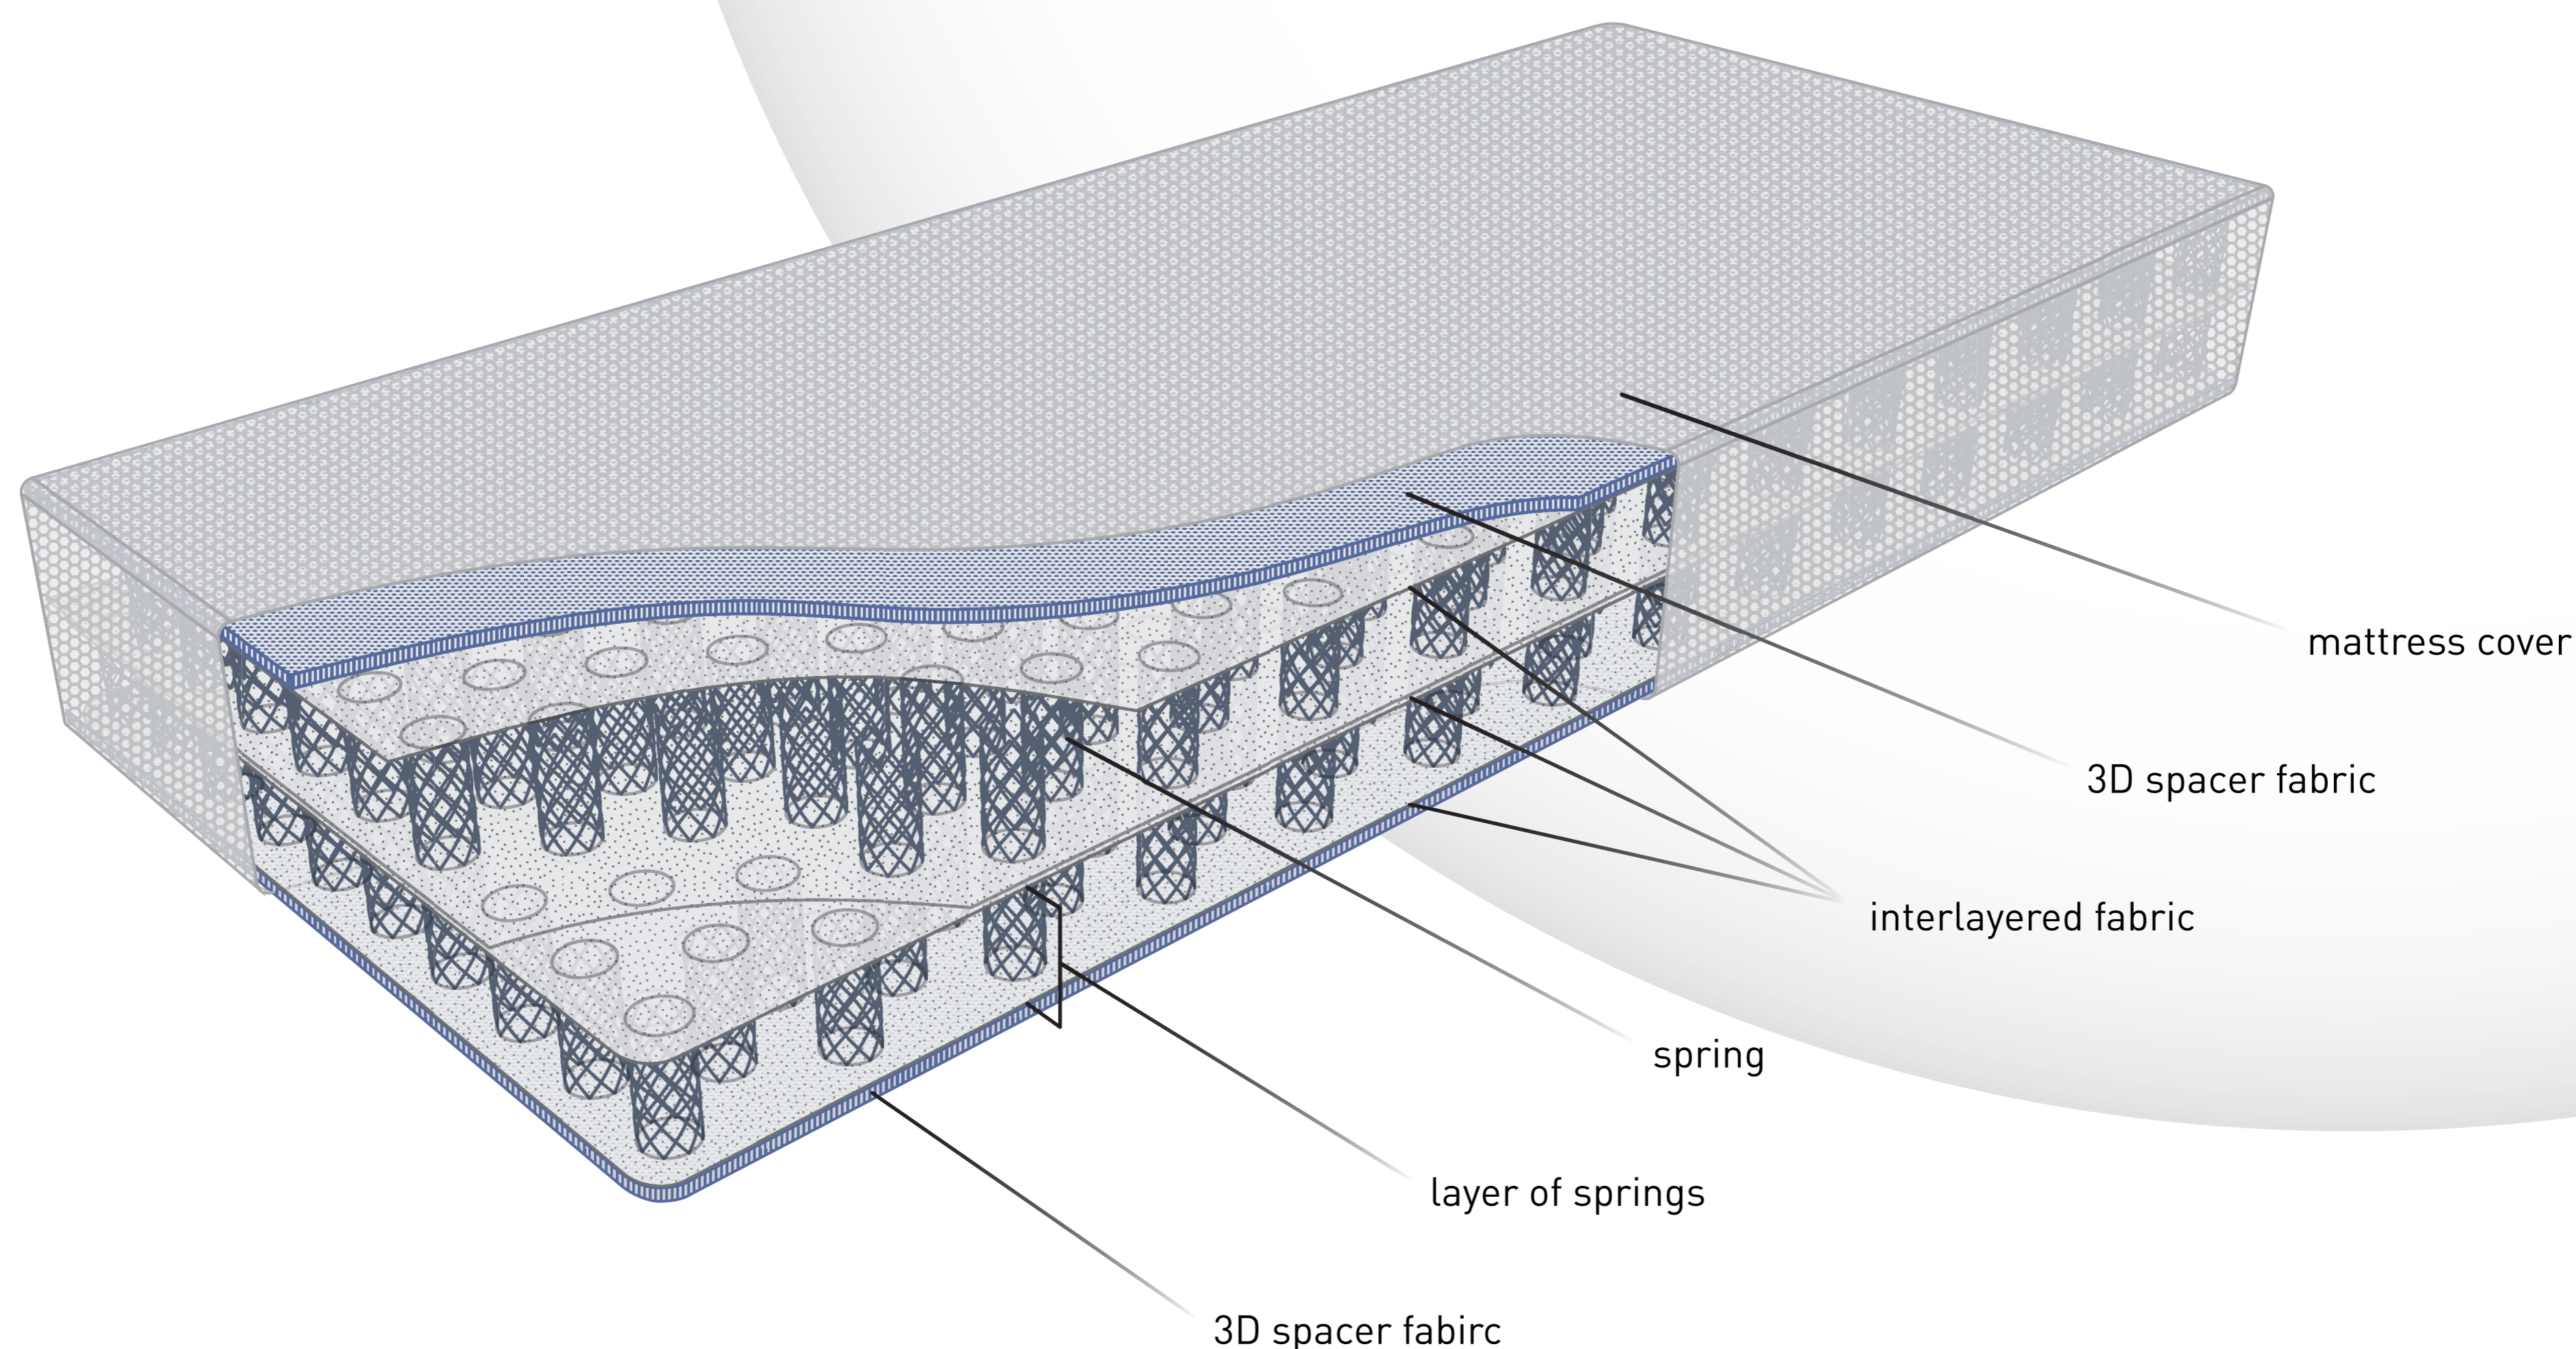 mattress cover
3D spacer fabric
interlayered fabric
spring
layer of springs
3D spacer fabirc